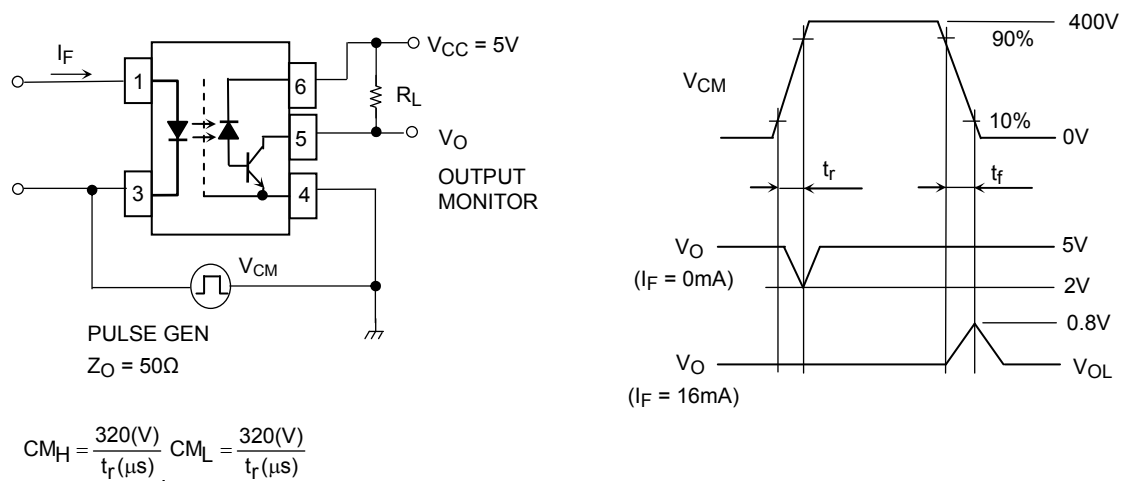 I_F
1
3
6
5
4
V_CC = 5V
R_L
V_O
OUTPUT
MONITOR
V_CM
PULSE GEN
Z_O = 50Ω
CM_H = 320(V) / t_r(μs) , CM_L = 320(V) / t_r(μs)
V_CM
400V
90%
10%
0V
t_r
t_f
V_O
(I_F = 0mA)
5V
2V
0.8V
V_O
(I_F = 16mA)
V_OL